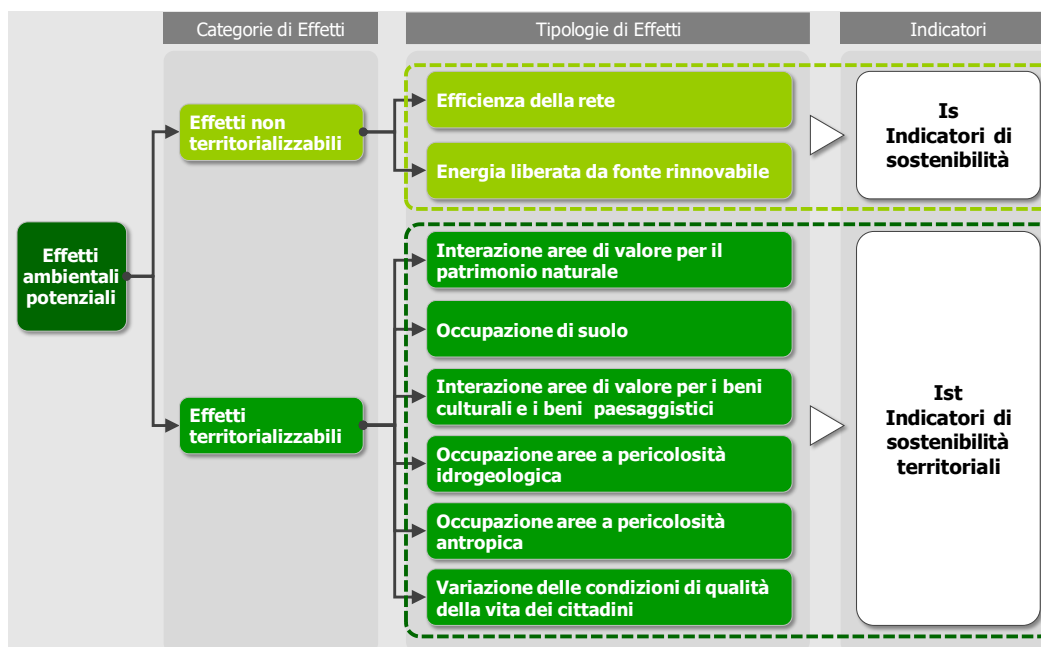 Categorie di Effetti
Tipologie di Effetti
Indicatori
Effetti
ambientali
potenziali
Effetti non
territorializzabili
Efficienza della rete
Energia liberata da fonte rinnovabile
Is
Indicatori di
sostenibilità
Effetti
territorializzabili
Interazione aree di valore per il
patrimonio naturale
Occupazione di suolo
Interazione aree di valore per i beni
culturali e i beni paesaggistici
Occupazione aree a pericolosità
idrogeologica
Occupazione aree a pericolosità
antropica
Variazione delle condizioni di qualità
della vita dei cittadini
Ist
Indicatori di
sostenibilità
territoriali